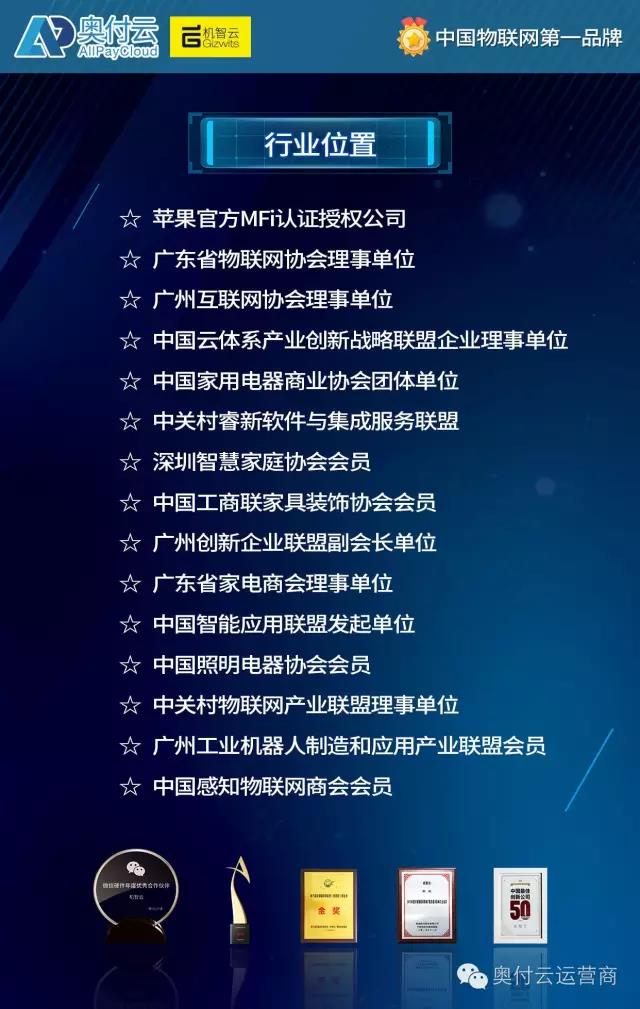 奥付云
AllPayCloud
机智云
Gizwits
中国物联网第一品牌
行业位置
☆ 苹果官方MFi认证授权公司
☆ 广东省物联网协会理事单位
☆ 广州互联网协会理事单位
☆ 中国云体系产业创新战略联盟企业理事单位
☆ 中国家用电器商业协会团体单位
☆ 中关村睿新软件与集成服务联盟
☆ 深圳智慧家庭协会会员
☆ 中国工商联家具装饰协会会员
☆ 广州创新企业联盟副会长单位
☆ 广东省家电商会理事单位
☆ 中国智能应用联盟发起单位
☆ 中国照明电器协会会员
☆ 中关村物联网产业联盟理事单位
☆ 广州工业机器人制造和应用产业联盟会员
☆ 中国感知物联网商会会员
微信硬件年度优秀合作伙伴
机智云
金奖
中国最佳
创新公司
50
奥付云运营商